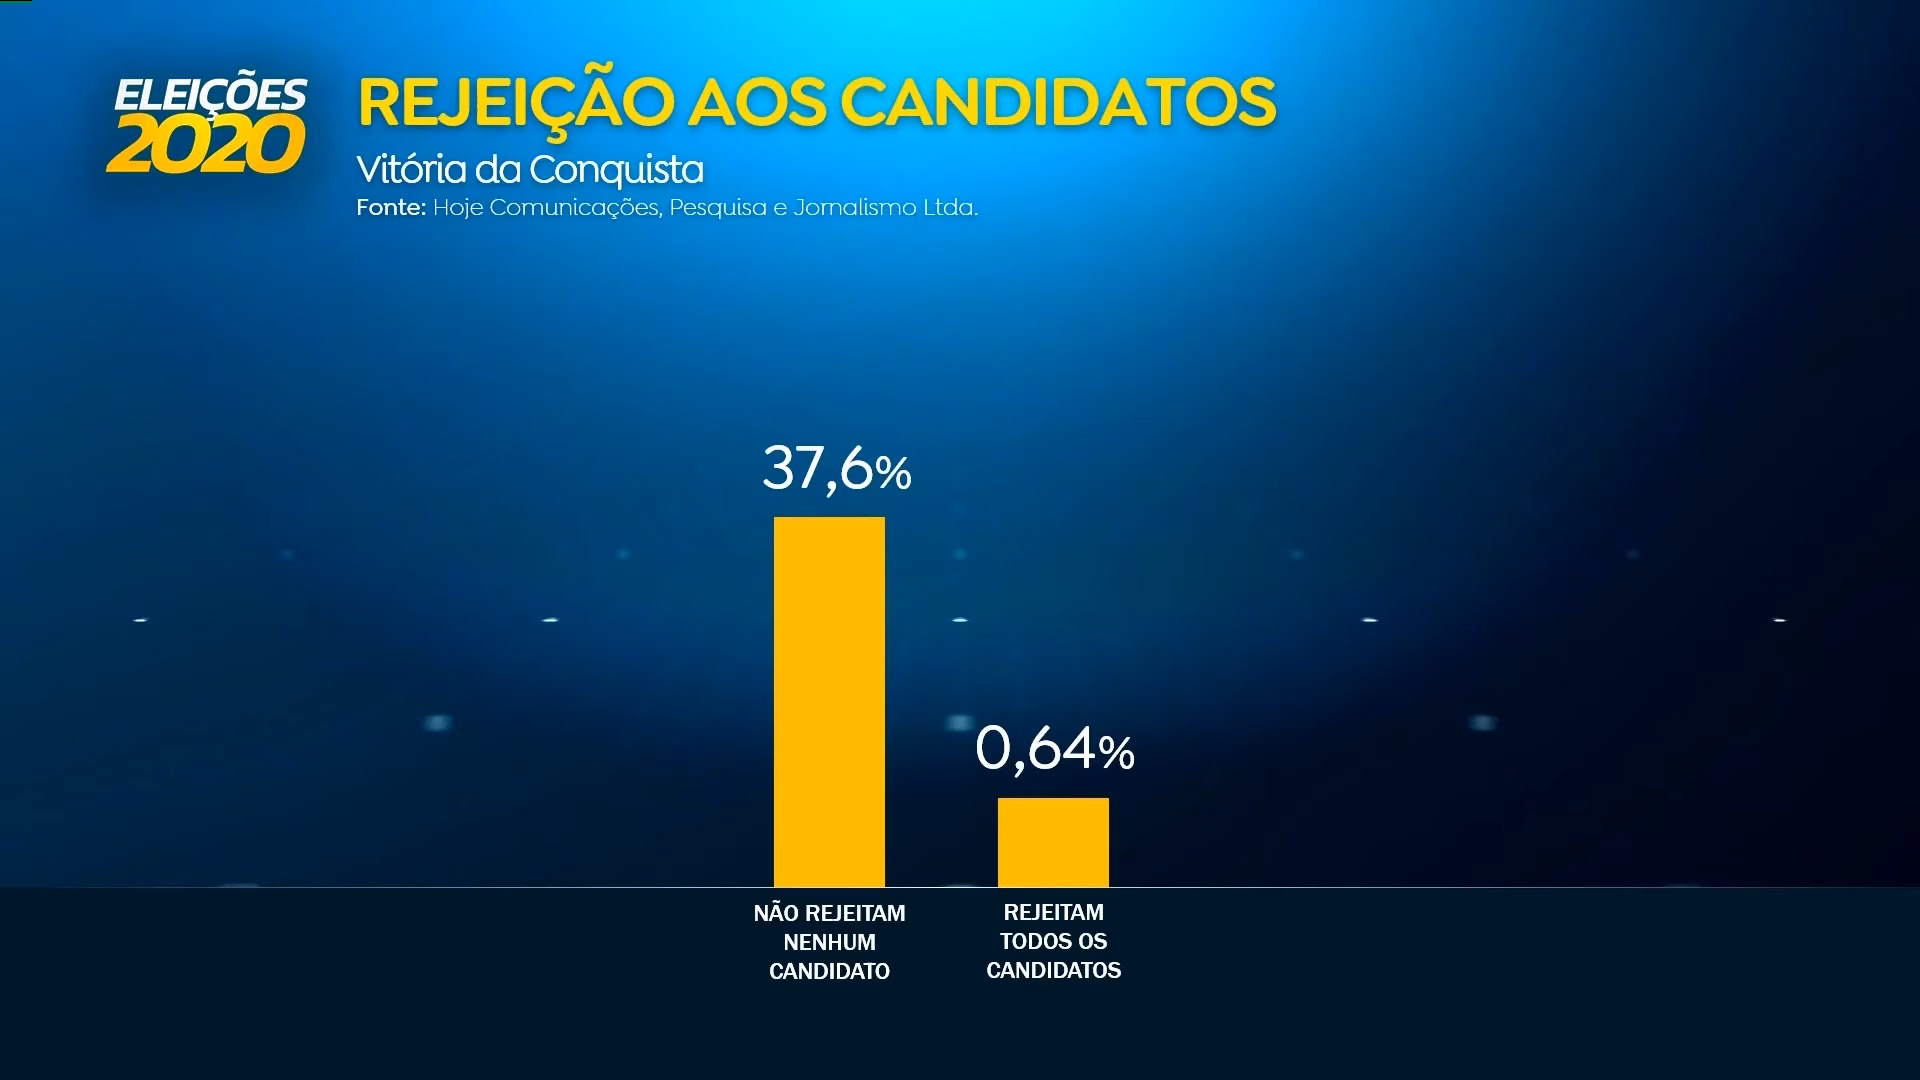 ELEIÇÕES
2020
REJEIÇÃO AOS CANDIDATOS
Vitória da Conquista
Fonte: Hoje Comunicações, Pesquisa e Jornalismo Ltda.
37,6%
0,64%
NÃO REJEITAM
NENHUM
CANDIDATO
REJEITAM
TODOS OS
CANDIDATOS